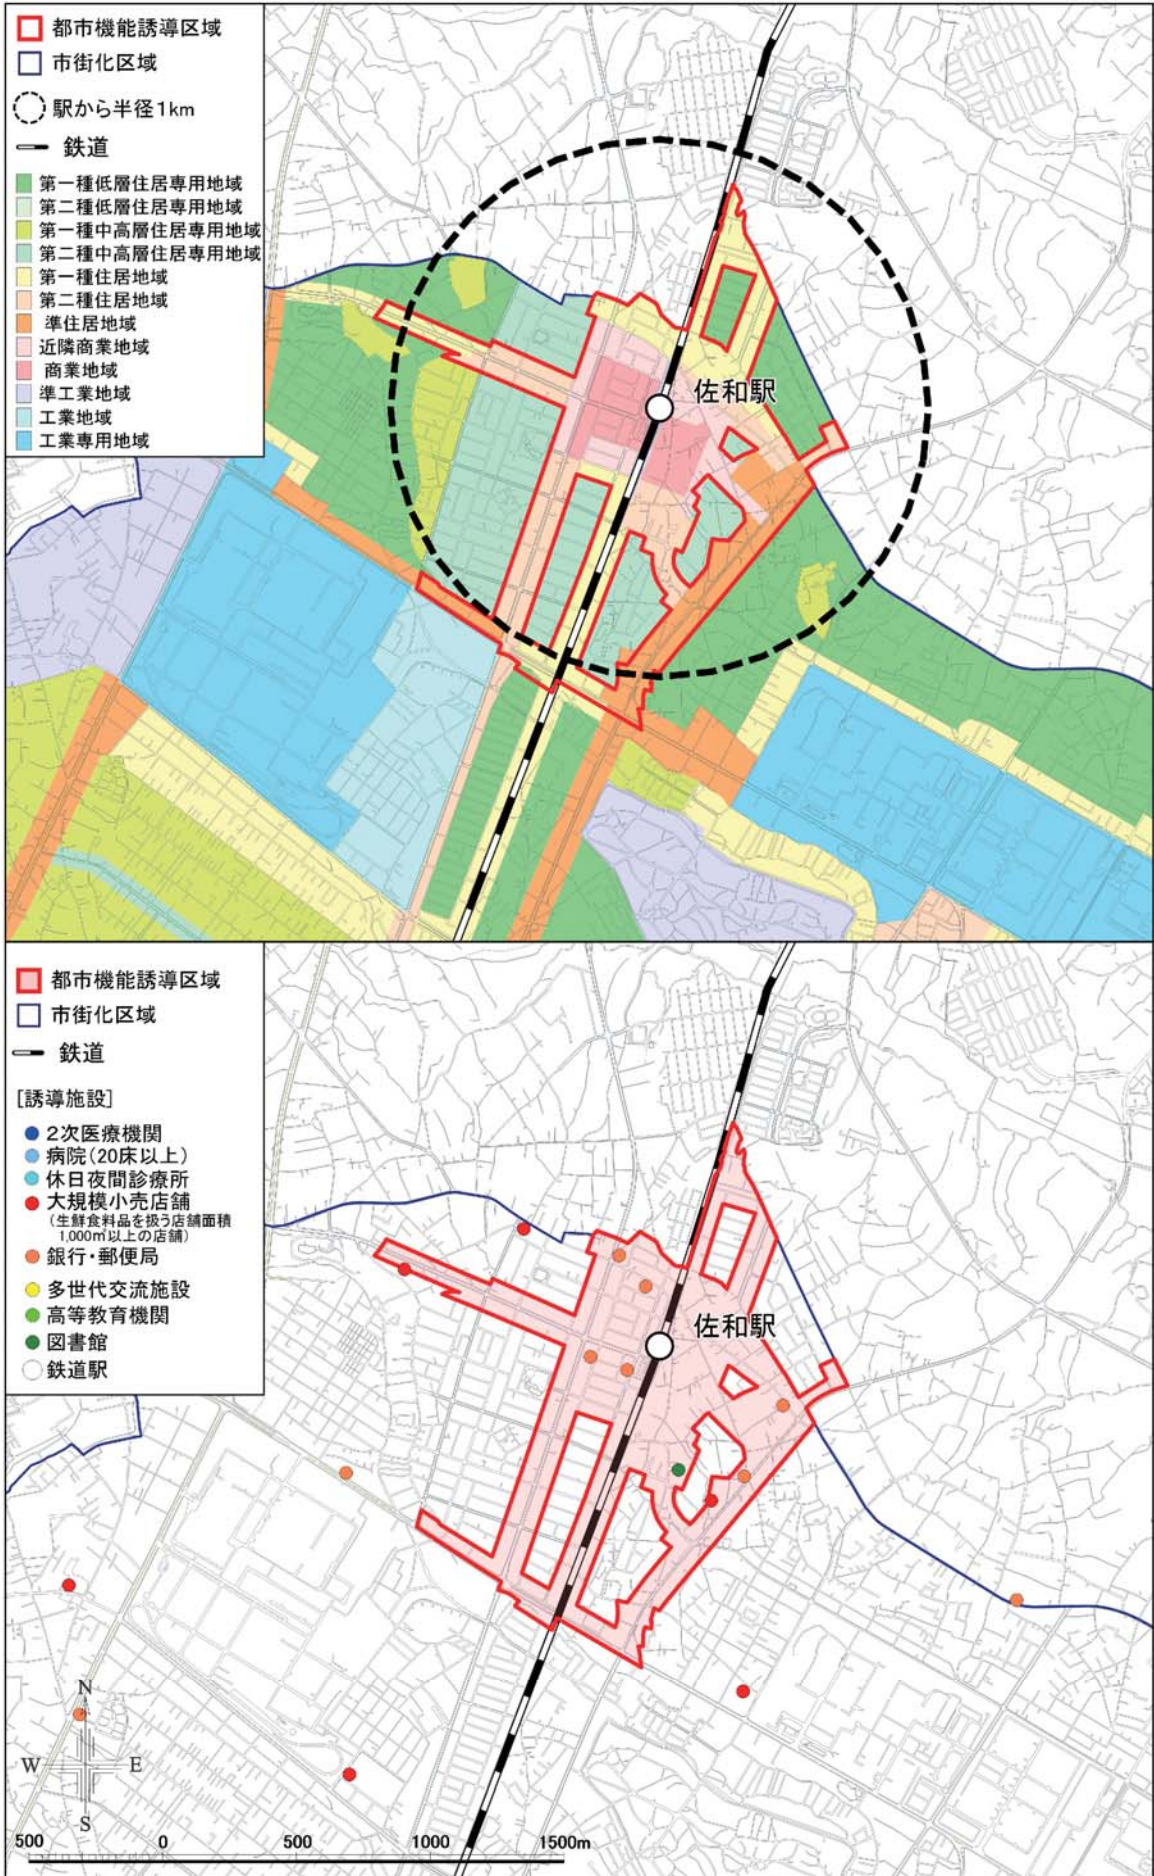 都市機能誘導区域
市街化区域
駅から半径1km
鉄道
第一種低層住居専用地域
第二種低層住居専用地域
第一種中高層住居専用地域
第二種中高層住居専用地域
第一種住居地域
第二種住居地域
準住居地域
近隣商業地域
商業地域
準工業地域
工業地域
工業専用地域
佐和駅
都市機能誘導区域
市街化区域
鉄道
[誘導施設]
2次医療機関
病院(20床以上)
休日夜間診療所
大規模小売店舗
(生鮮食料品を扱う店舗面積
1,000㎡以上の店舗)
銀行・郵便局
多世代交流施設
高等教育機関
図書館
鉄道駅
佐和駅
N
W E
S
500 0 500 1000 1500m